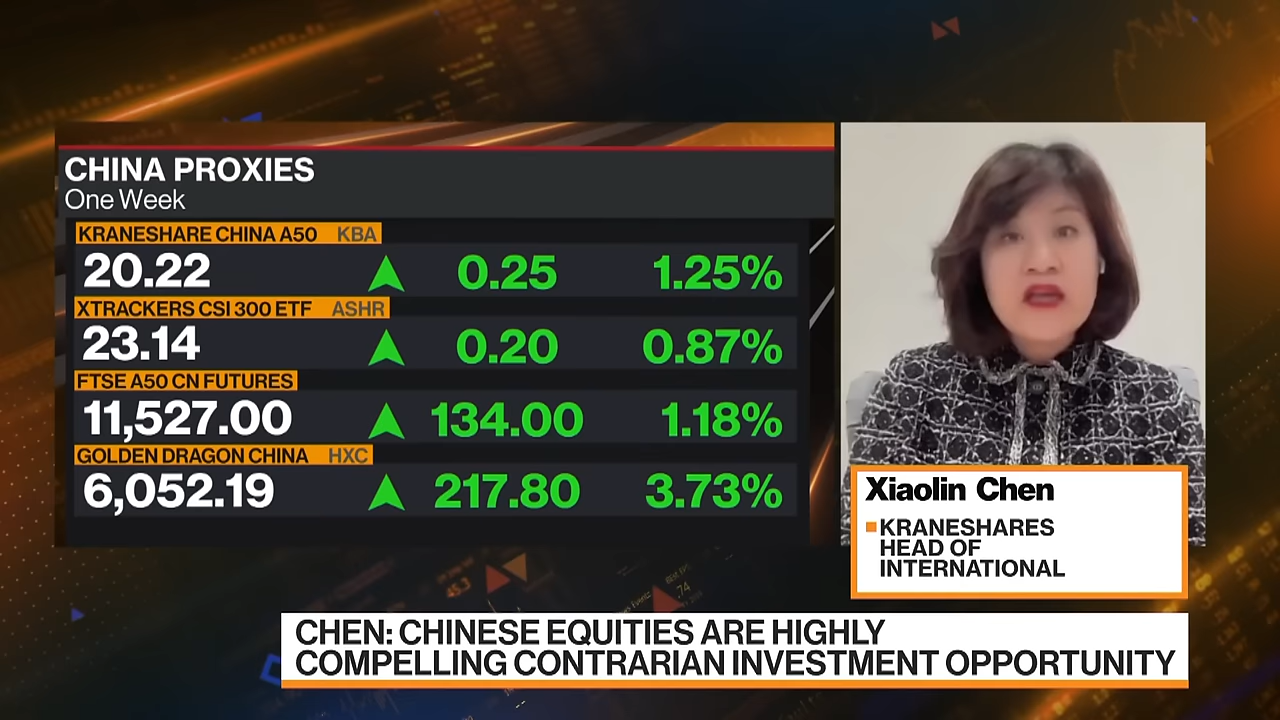 CHINA PROXIES
One Week
KRANESHARE CHINA A50 KBA
20.22 0.25 1.25%
XTRACKERS CSI 300 ETF ASHR
23.14 0.20 0.87%
FTSE A50 CN FUTURES
11,527.00 134.00 1.18%
GOLDEN DRAGON CHINA HXC
6,052.19 217.80 3.73%
Xiaolin Chen
KRANESHARES
HEAD OF
INTERNATIONAL
CHEN: CHINESE EQUITIES ARE HIGHLY
COMPELLING CONTRARIAN INVESTMENT OPPORTUNITY